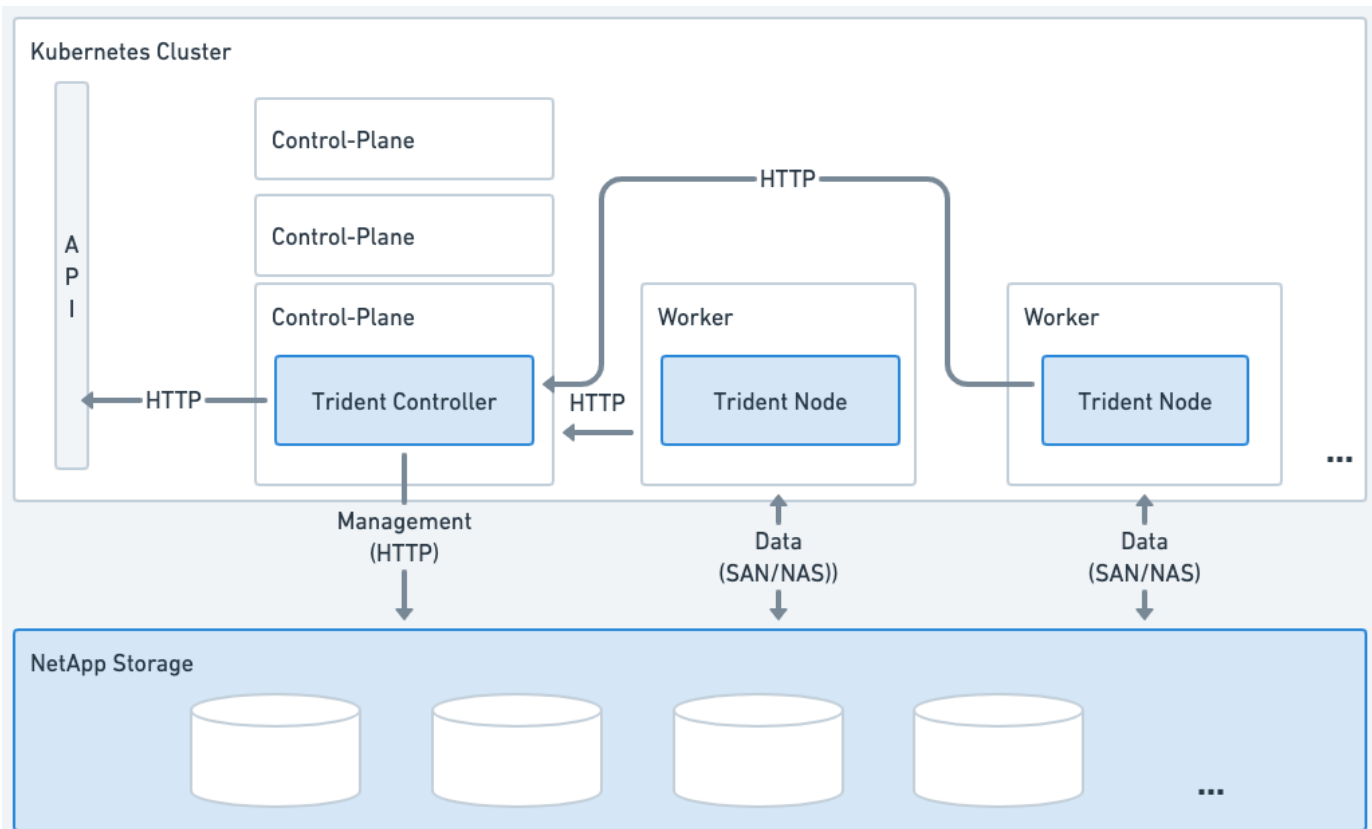 Kubernetes Cluster
A
P
I
Control-Plane
Control-Plane
Control-Plane
Trident Controller
HTTP
HTTP
HTTP
Worker
Trident Node
Worker
Trident Node
...
Management
(HTTP)
Data
(SAN/NAS))
Data
(SAN/NAS)
NetApp Storage
...